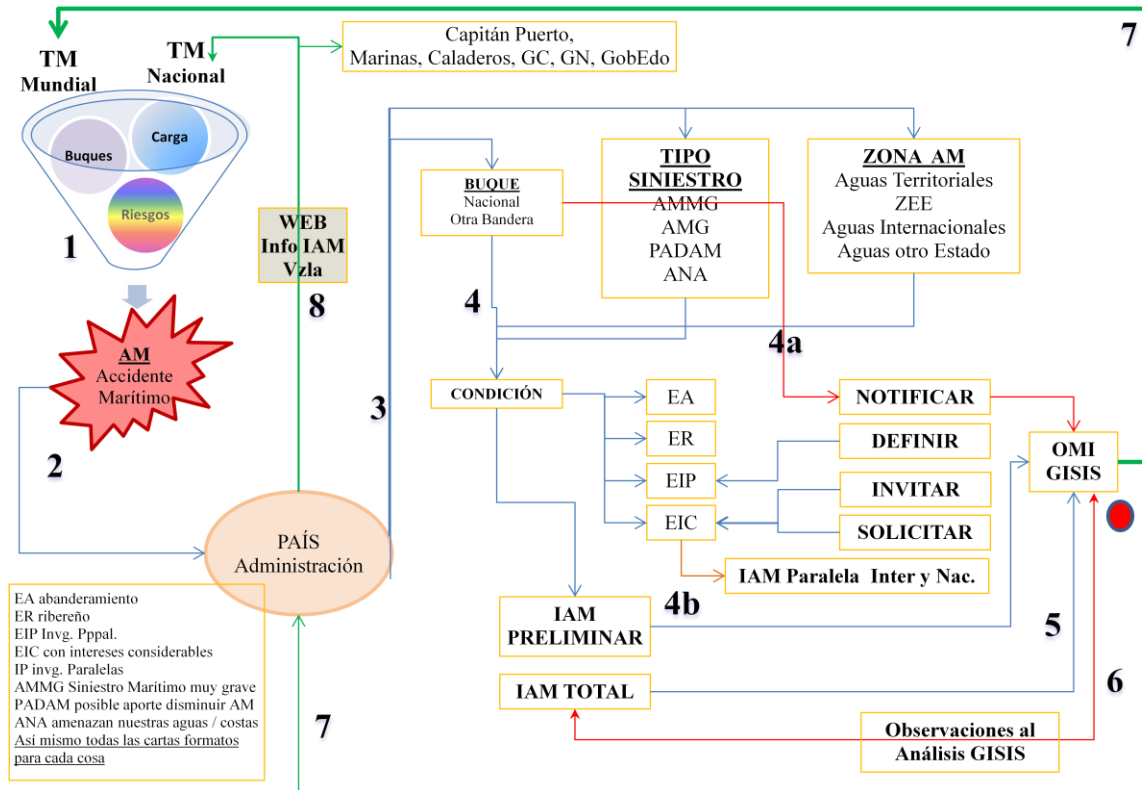 7
TM
Mundial
TM
Nacional
Capitán Puerto,
Marinas, Caladeros, GC, GN, GobEdo
Buques
Carga
Riesgos
1
WEB
Info IAM
Vzla
8
BUQUE
Nacional
Otra Bandera
TIPO
SINIESTRO
AMMG
AMG
PADAM
ANA
ZONA AM
Aguas Territoriales
ZEE
Aguas Internacionales
Aguas otro Estado
4
4a
AM
Accidente
Marítimo
2
3
CONDICIÓN
EA
ER
EIP
EIC
NOTIFICAR
DEFINIR
INVITAR
SOLICITAR
OMI
GISIS
IAM Paralela Inter y Nac.
4b
PAÍS
Administración
IAM
PRELIMINAR
5
IAM TOTAL
6
Observaciones al
Análisis GISIS
EA abanderamiento
ER ribereño
EIP Invg. Pppal.
EIC con intereses considerables
IP invg. Paralelas
AMMG Siniestro Marítimo muy grave
PADAM posible aporte disminuir AM
ANA amenazan nuestras aguas / costas
Así mismo todas las cartas formatos
para cada cosa
7